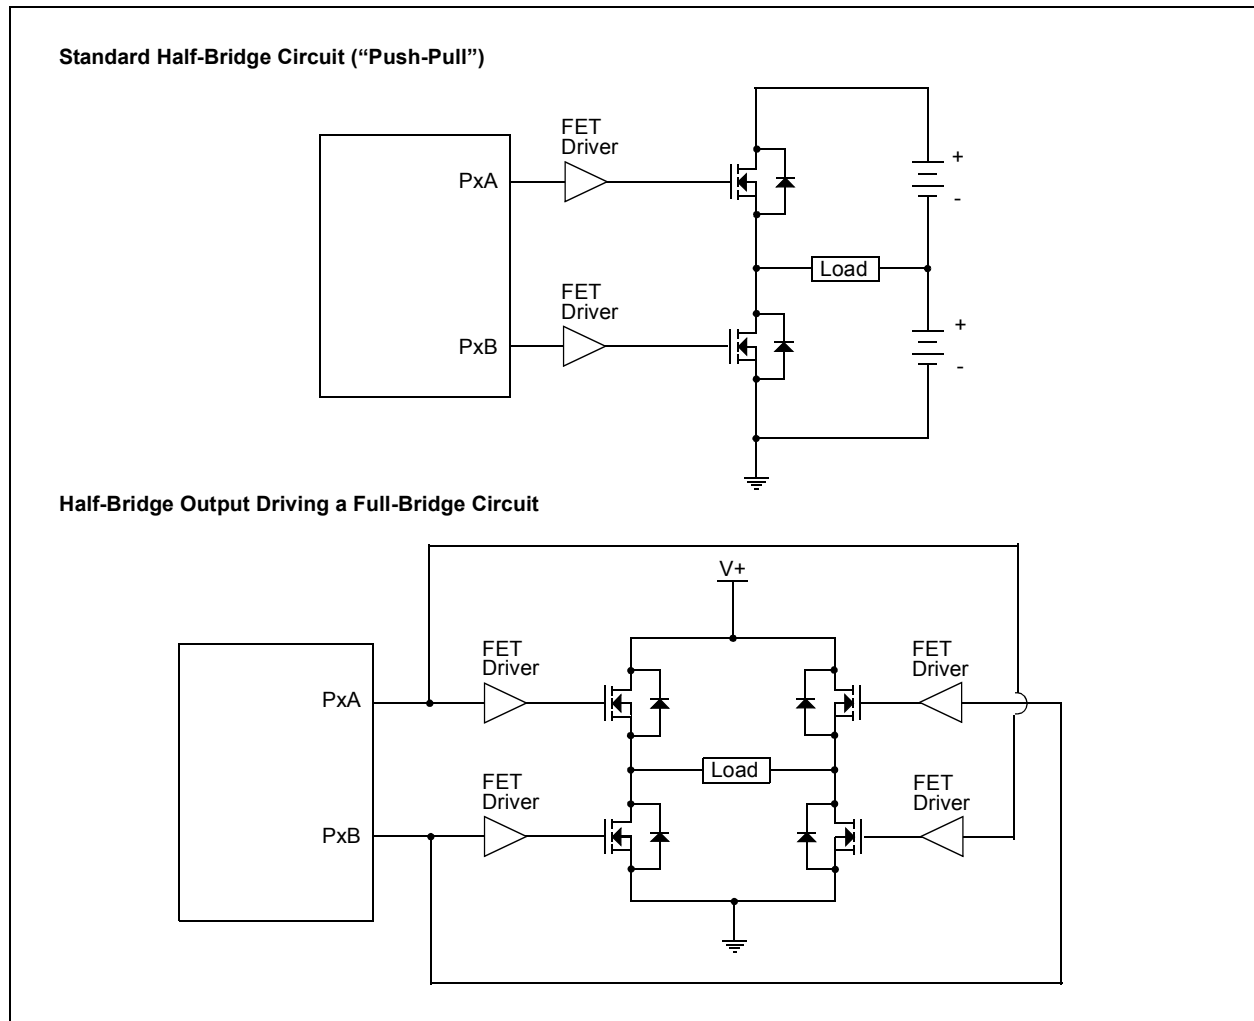 Standard Half-Bridge Circuit (“Push-Pull”)
FET
Driver
PxA
+
-
Load
FET
Driver
PxB
+
-
Half-Bridge Output Driving a Full-Bridge Circuit
V+
FET
Driver
FET
Driver
PxA
Load
FET
Driver
FET
Driver
PxB